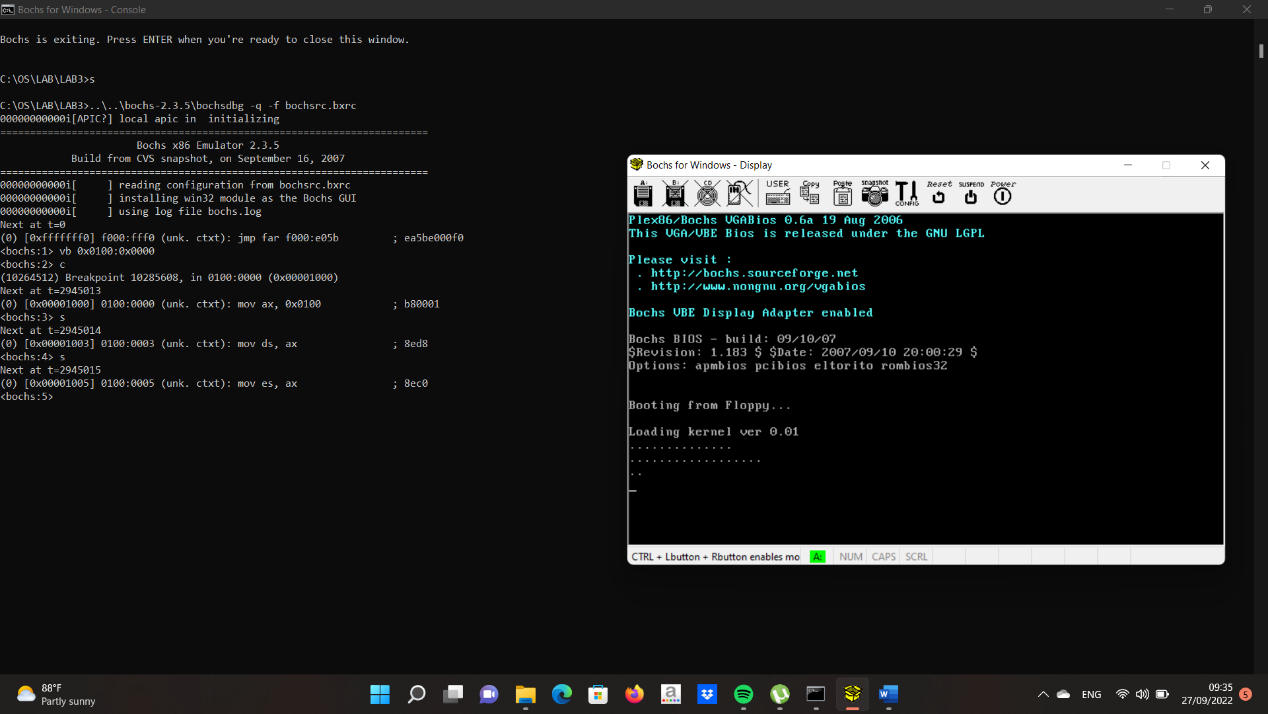 Bochs for Windows - Console
Bochs is exiting. Press ENTER when you're ready to close this window.
C:\OS\LAB\LAB3>s
C:\OS\LAB\LAB3>..\..\bochs-2.3.5\bochsdbg -q -f bochsrc.bxrc
00000000000i[APIC?] local apic in  initializing
========================================================================
Bochs x86 Emulator 2.3.5
Build from CVS snapshot, on September 16, 2007
========================================================================
00000000000i[     ] reading configuration from bochsrc.bxrc
00000000000i[     ] installing win32 module as the Bochs GUI
00000000000i[     ] using log file bochs.log
Next at t=0
(0) [0xfffffff0] f000:fff0 (unk. ctxt): jmp far f000:e05b         ; ea5be000f0
<bochs:1> vb 0x0100:0x0000
<bochs:2> c
(10264512) Breakpoint 10285608, in 0100:0000 (0x00001000)
Next at t=2945013
(0) [0x00001000] 0100:0000 (unk. ctxt): mov ax, 0x0100            ; b80001
<bochs:3> s
Next at t=2945014
(0) [0x00001003] 0100:0003 (unk. ctxt): mov ds, ax                ; 8ed8
<bochs:4> s
Next at t=2945015
(0) [0x00001005] 0100:0005 (unk. ctxt): mov es, ax                ; 8ec0
<bochs:5>
Bochs for Windows - Display
A: B: CD USER Copy Paste snapshot CONFIG Reset SUSPEND Power
Plex86/Bochs VGABios 0.6a 19 Aug 2006
This VGA/VBE Bios is released under the GNU LGPL
Please visit :
. http://bochs.sourceforge.net
. http://www.nongnu.org/vgabios
Bochs VBE Display Adapter enabled
Bochs BIOS - build: 09/10/07
$Revision: 1.183 $ $Date: 2007/09/10 20:00:29 $
Options: apmbios pcibios eltorito rombios32
Booting from Floppy...
Loading kernel ver 0.01
..............
..................
..
_
CTRL + Lbutton + Rbutton enables mo A: NUM CAPS SCRL
88°F
Partly sunny
ENG
09:35
27/09/2022
5